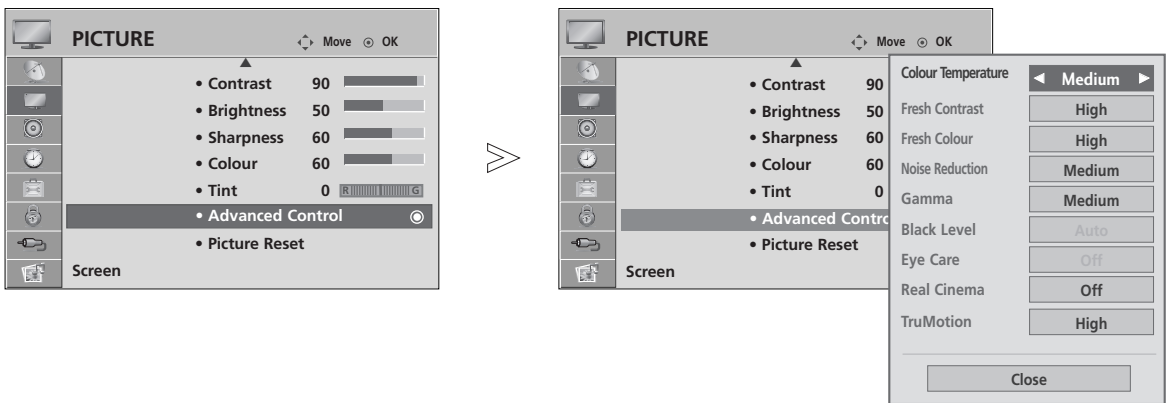 PICTURE
Move OK
• Contrast 90
• Brightness 50
• Sharpness 60
• Colour 60
• Tint 0 R G
• Advanced Control
• Picture Reset
Screen
PICTURE
Move OK
• Contrast 90
• Brightness 50
• Sharpness 60
• Colour 60
• Tint 0
• Advanced Contro
• Picture Reset
Screen
Colour Temperature Medium
Fresh Contrast High
Fresh Colour High
Noise Reduction Medium
Gamma Medium
Black Level Auto
Eye Care Off
Real Cinema Off
TruMotion High
Close